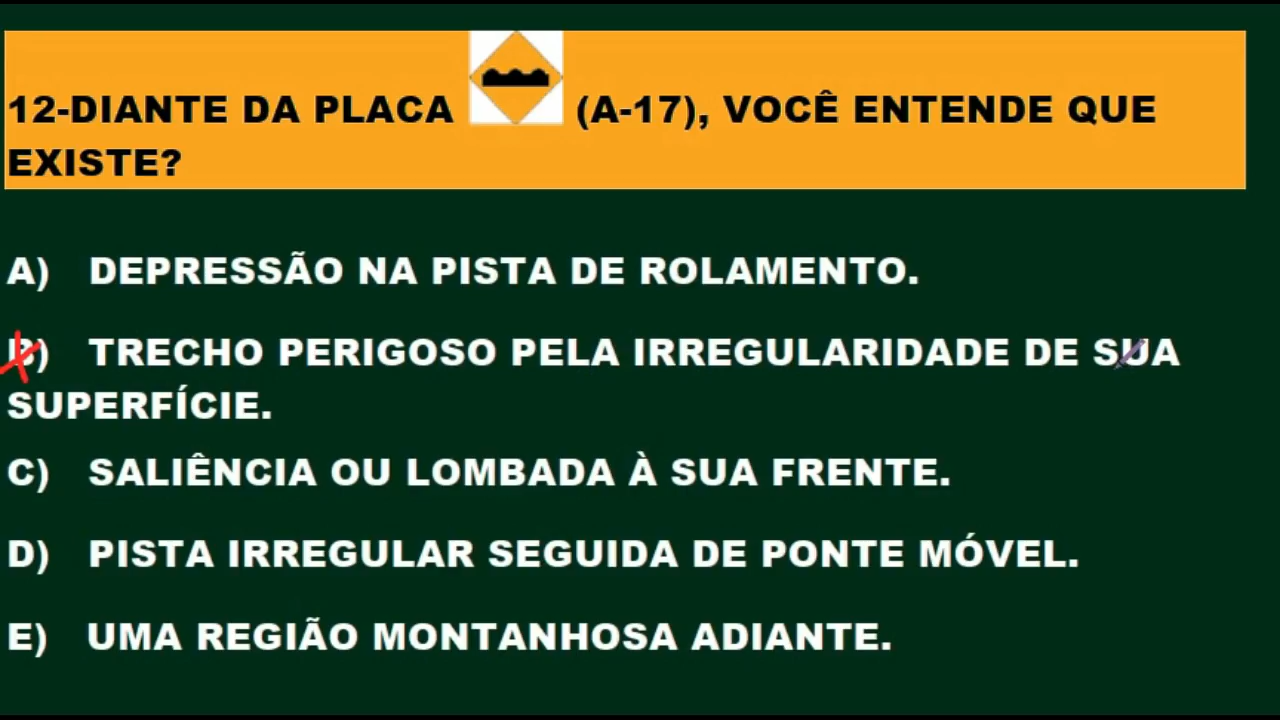 12-DIANTE DA PLACA (A-17), VOCÊ ENTENDE QUE
EXISTE?
A) DEPRESSÃO NA PISTA DE ROLAMENTO.
B) TRECHO PERIGOSO PELA IRREGULARIDADE DE SUA
SUPERFÍCIE.
C) SALIÊNCIA OU LOMBADA À SUA FRENTE.
D) PISTA IRREGULAR SEGUIDA DE PONTE MÓVEL.
E) UMA REGIÃO MONTANHOSA ADIANTE.